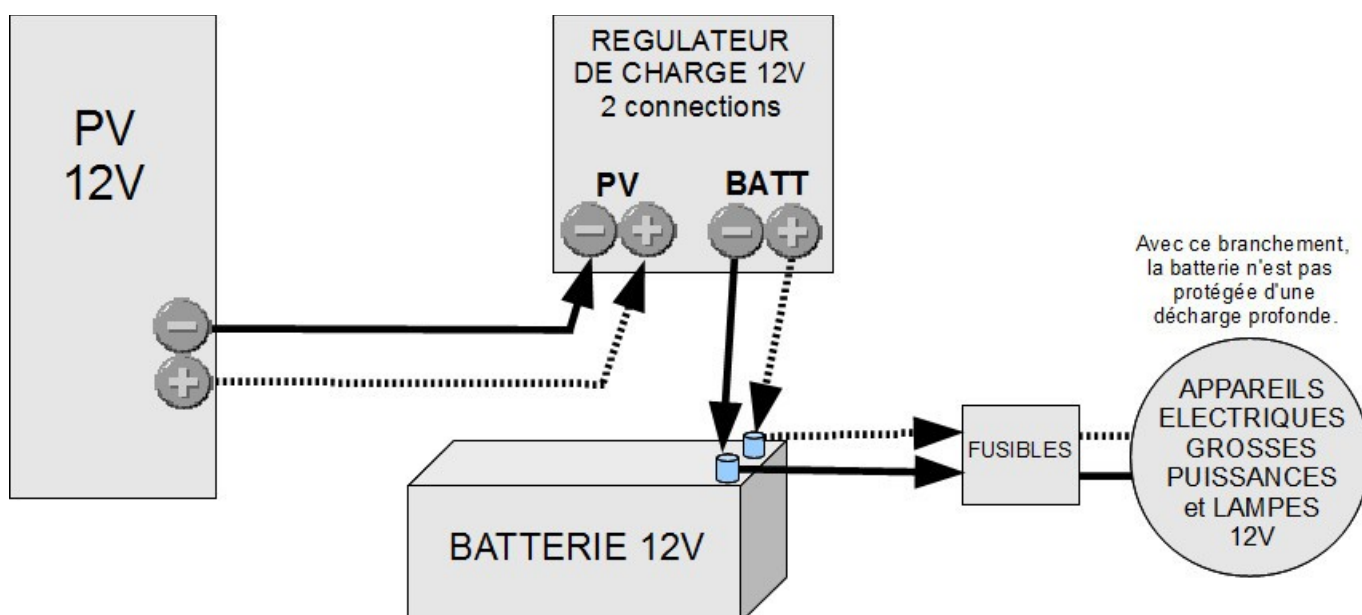 PV
12V
REGULATEUR
DE CHARGE 12V
2 connections
PV BATT
− + − +
−
+
Avec ce branchement,
la batterie n'est pas
protégée d'une
décharge profonde.
APPAREILS
ELECTRIQUES
GROSSES
PUISSANCES
et LAMPES
12V
FUSIBLES
BATTERIE 12V